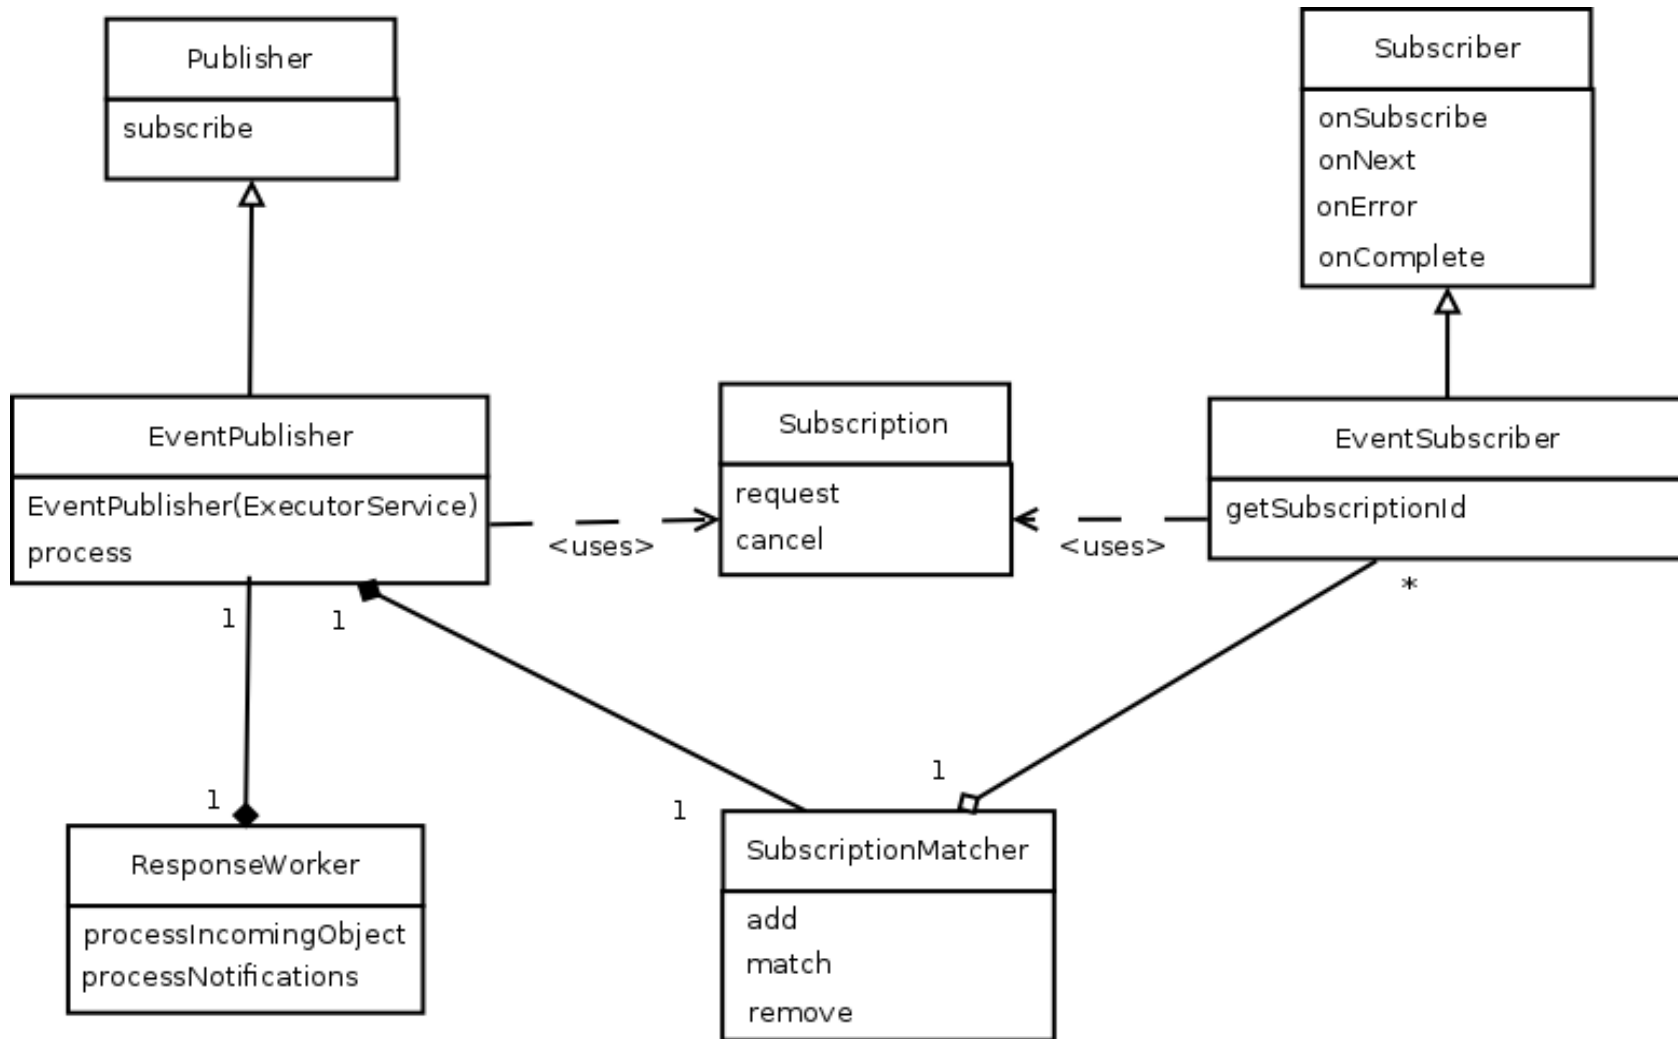 Publisher
subscribe
Subscriber
onSubscribe
onNext
onError
onComplete
EventPublisher
EventPublisher(ExecutorService)
process
<uses>
Subscription
request
cancel
<uses>
EventSubscriber
getSubscriptionId
1
1
*
1
1
1
ResponseWorker
processIncomingObject
processNotifications
SubscriptionMatcher
add
match
remove